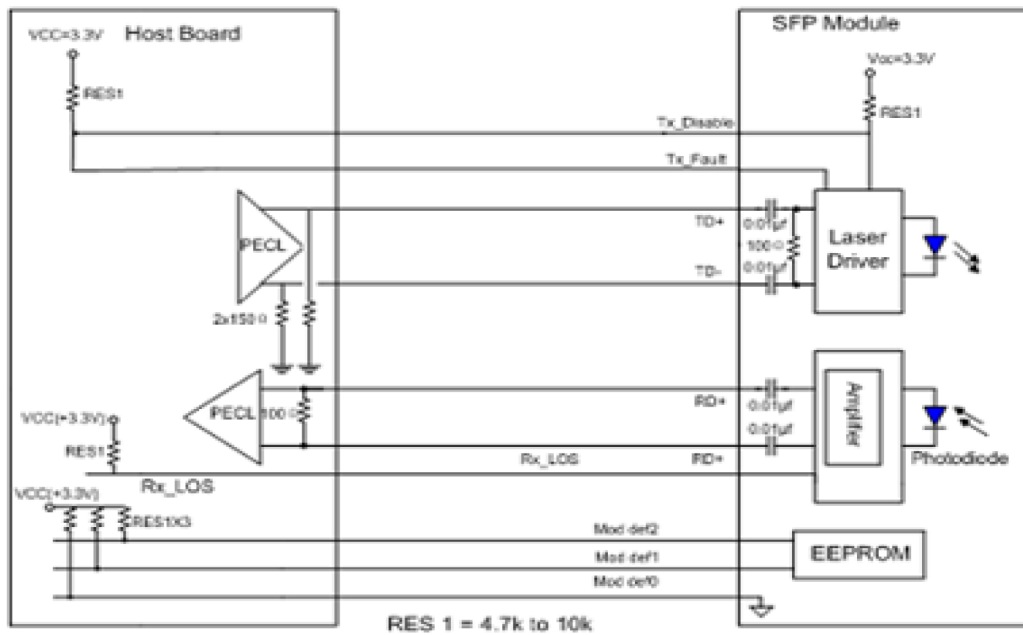 Host Board
SFP Module
VCC=3.3V
Vcc=3.3V
RES1
RES1
Tx_Disable
Tx_Fault
PECL
TD+
0.01µf
100Ω
Laser
Driver
TD-
0.01µf
2x150Ω
PECL
100Ω
RD+
0.01µf
Amplifier
VCC(+3.3V)
0.01µf
RES1
Rx_LOS
RD+
Photodiode
Rx_LOS
VCC(+3.3V)
RES1X3
Mod def2
EEPROM
Mod def1
Mod def0
RES 1 = 4.7k to 10k